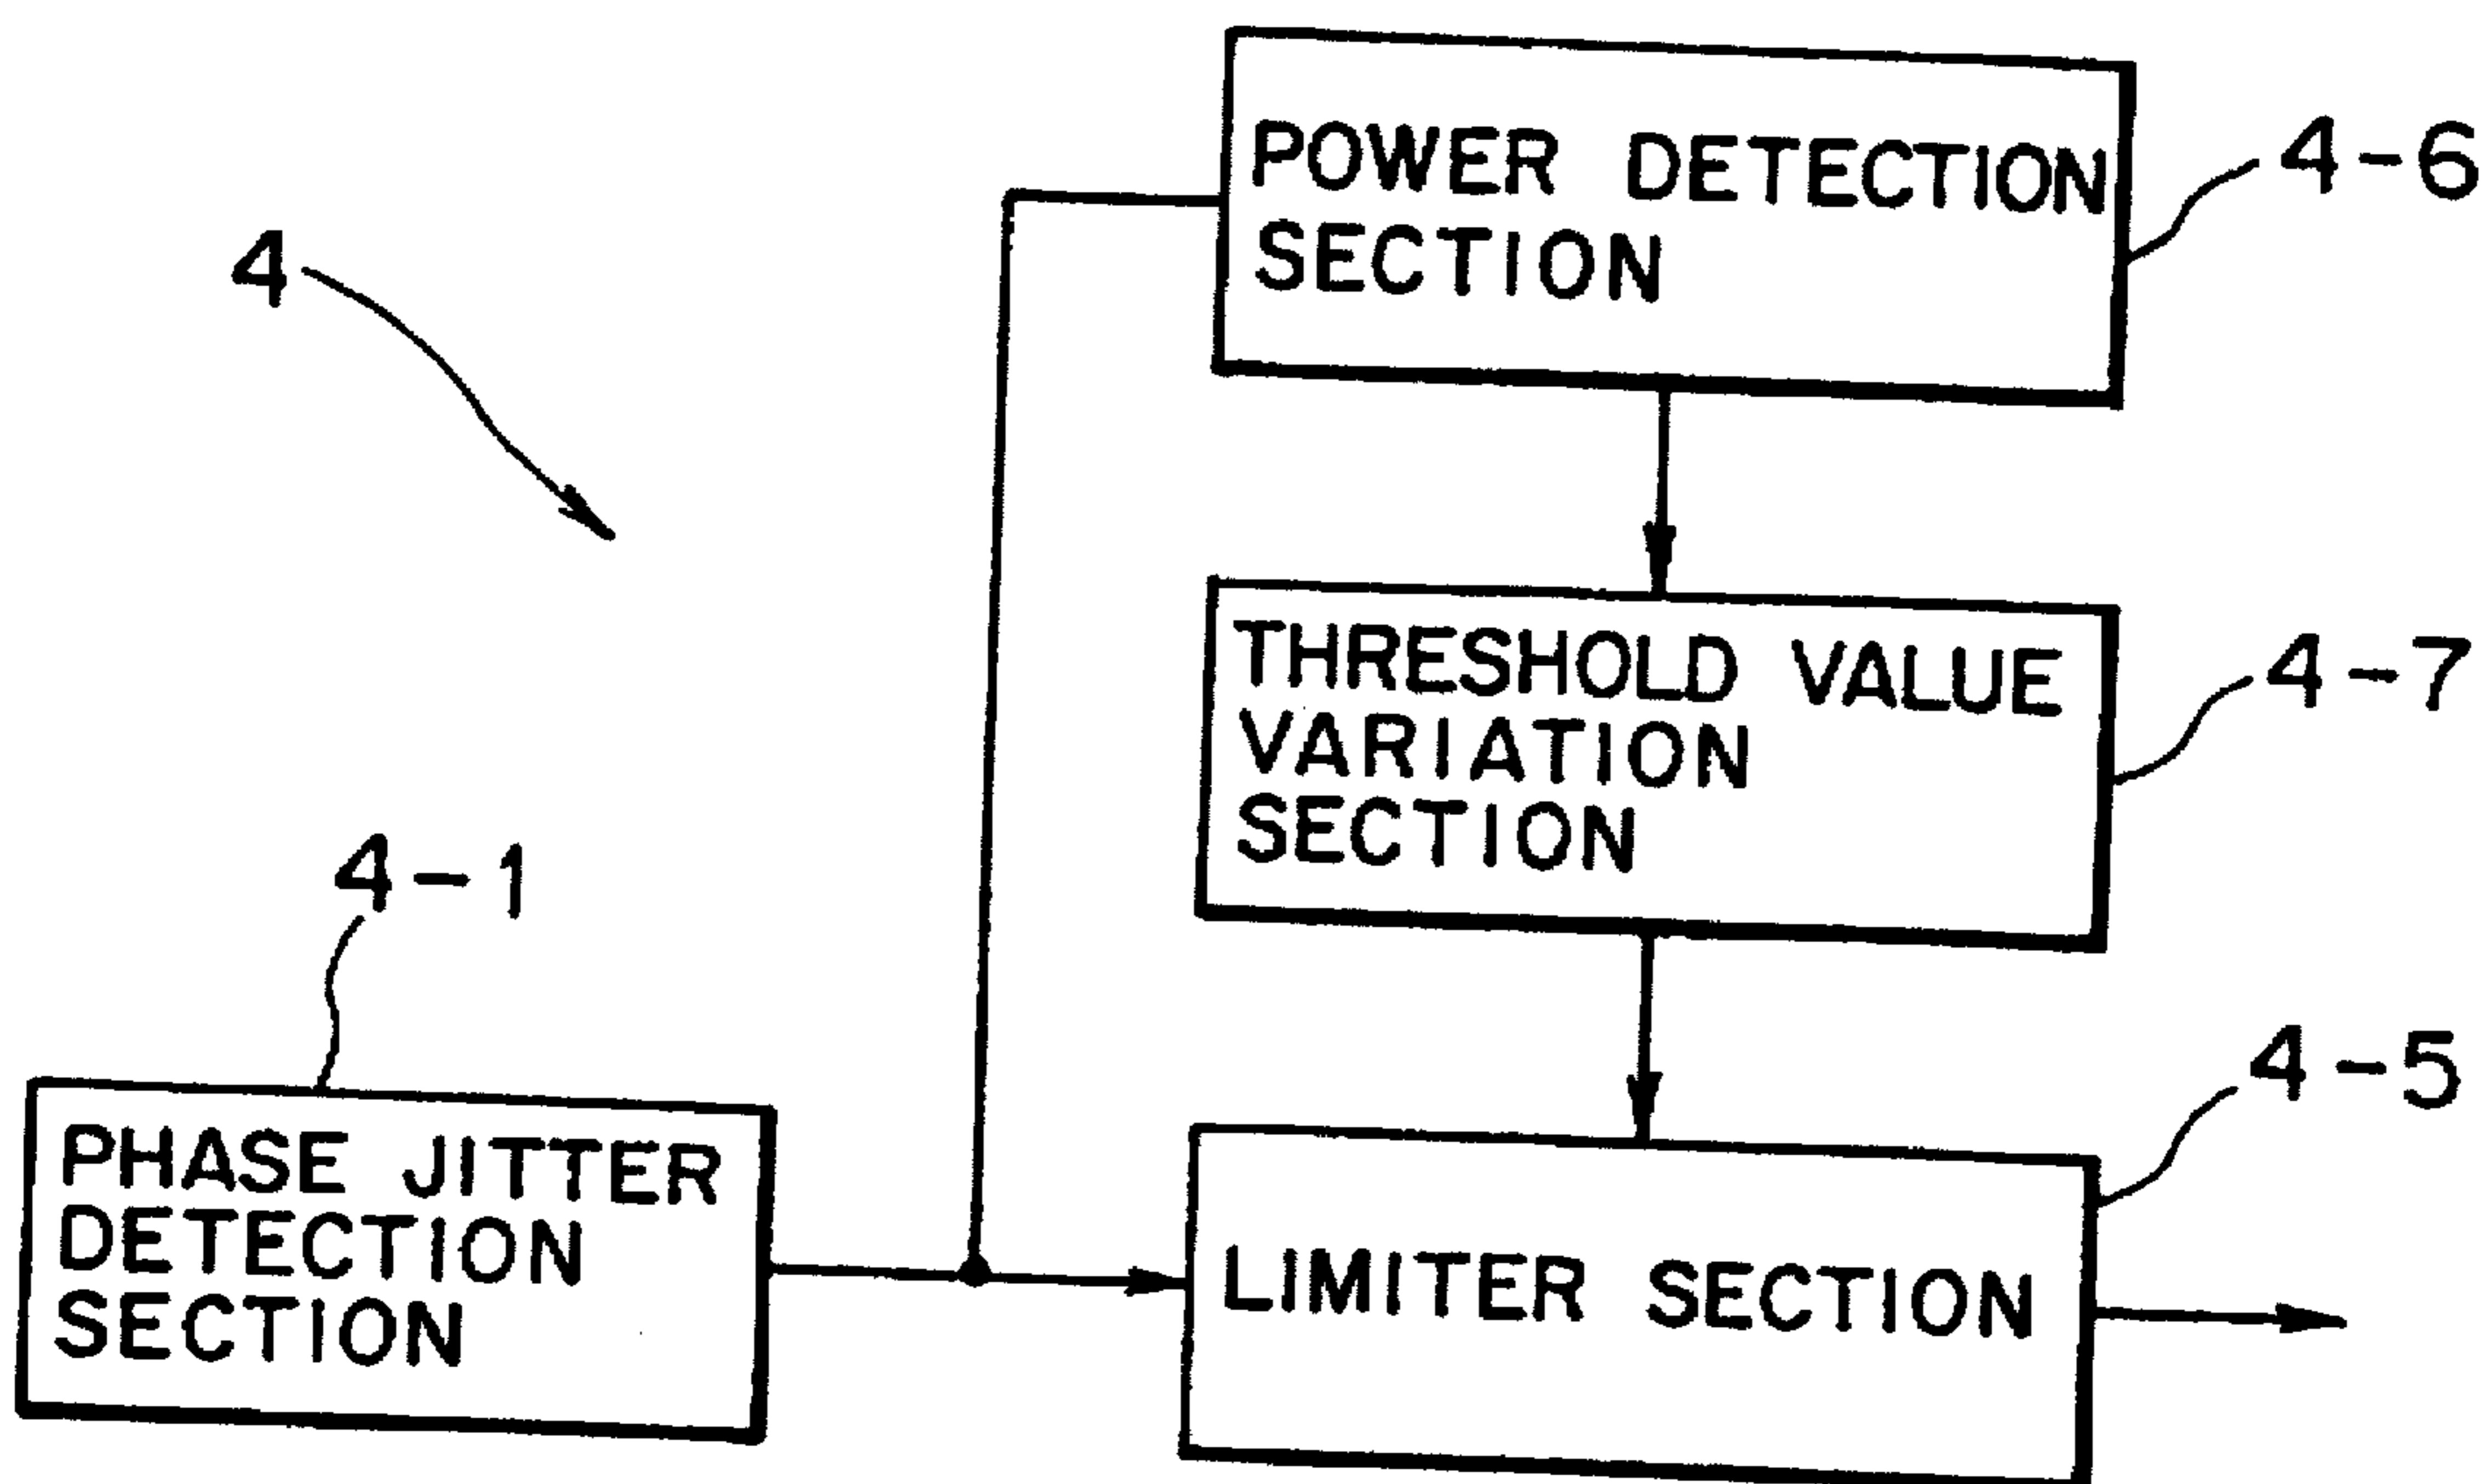 POWER DETECTION
SECTION
4-6
4
THRESHOLD VALUE
VARIATION
SECTION
4-7
4-1
PHASE JITTER
DETECTION
SECTION
4-5
LIMITER SECTION